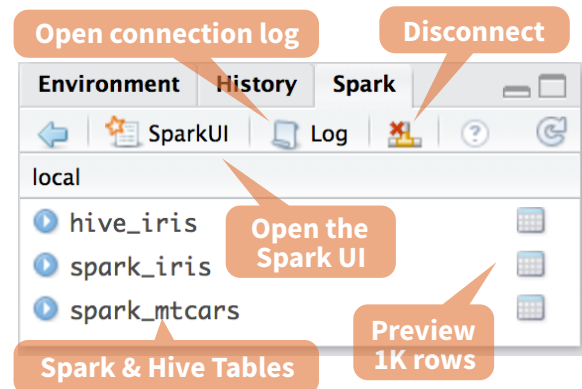 Open connection log
Disconnect
Environment History Spark
SparkUI Log ?
local
hive_iris
Open the
Spark UI
spark_iris
spark_mtcars
Preview
1K rows
Spark & Hive Tables